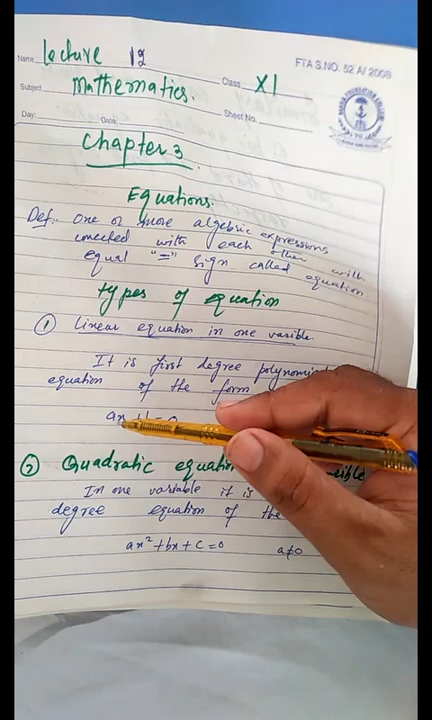 FTA S.NO. 52 A/2008
Name Lecture 12
Subject Mathematics. Class XI
Day: Date: Sheet No.
Chapter 3
Equations.
Def:- One or more algebric expressions
conected with each other with
equal "=" sign called equation.
types of equation
① linear equation in one varible.
It is first degree polynomial
equation of the form
ax
② Quadratic equation
In one variable it is
degree equation of the
ax² + bx + c = 0 a≠0